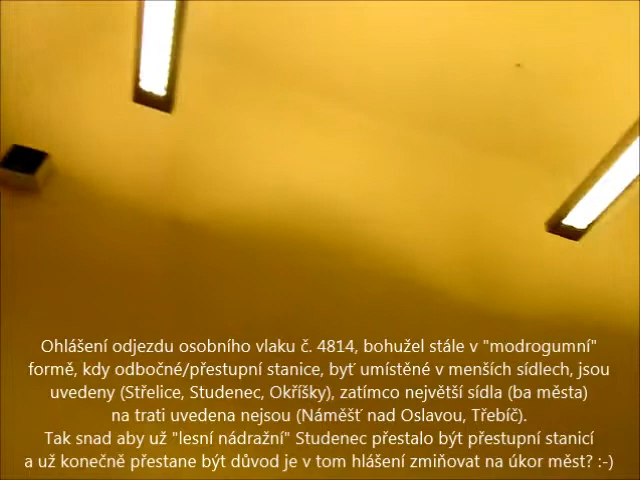 Ohlášení odjezdu osobního vlaku č. 4814, bohužel stále v "modrogumní"
formě, kdy odbočné/přestupní stanice, byť umístěné v menších sídlech, jsou
uvedeny (Střelice, Studenec, Okříšky), zatímco největší sídla (ba města)
na trati uvedena nejsou (Náměšť nad Oslavou, Třebíč).
Tak snad aby už "lesní nádražní" Studenec přestalo být přestupní stanicí
a už konečně přestane být důvod je v tom hlášení zmiňovat na úkor měst? :-)